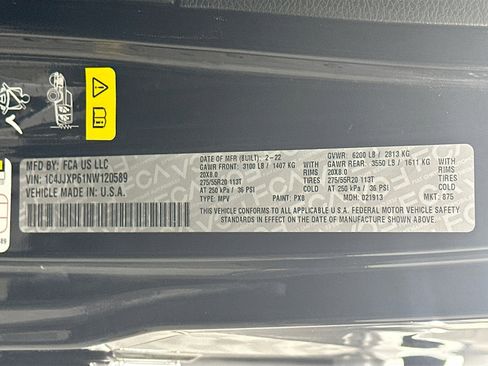 MFD BY: FCA US LLC
VIN: 1C4JJXP61NW120589
VEHICLE MADE IN U.S.A.
DATE OF MFR (BUILT): 2-22 GVWR: 6200 LB / 2813 KG
GAWR FRONT: 3100 LB / 1407 KG WITH GAWR REAR: 3550 LB / 1611 KG WITH
20X8.0 RIMS 20X8.0 RIMS
275/55R20 113T TIRES 275/55R20 113T TIRES
AT 250 kPa / 36 PSI AT 250 kPa / 36 PSI
TYPE: MPV PAINT: PX8 MDH: 021913 MKT: 875
THIS VEHICLE CONFORMS TO ALL APPLICABLE U.S.A. FEDERAL MOTOR VEHICLE SAFETY
STANDARDS IN EFFECT ON THE DATE OF MANUFACTURE SHOWN ABOVE.